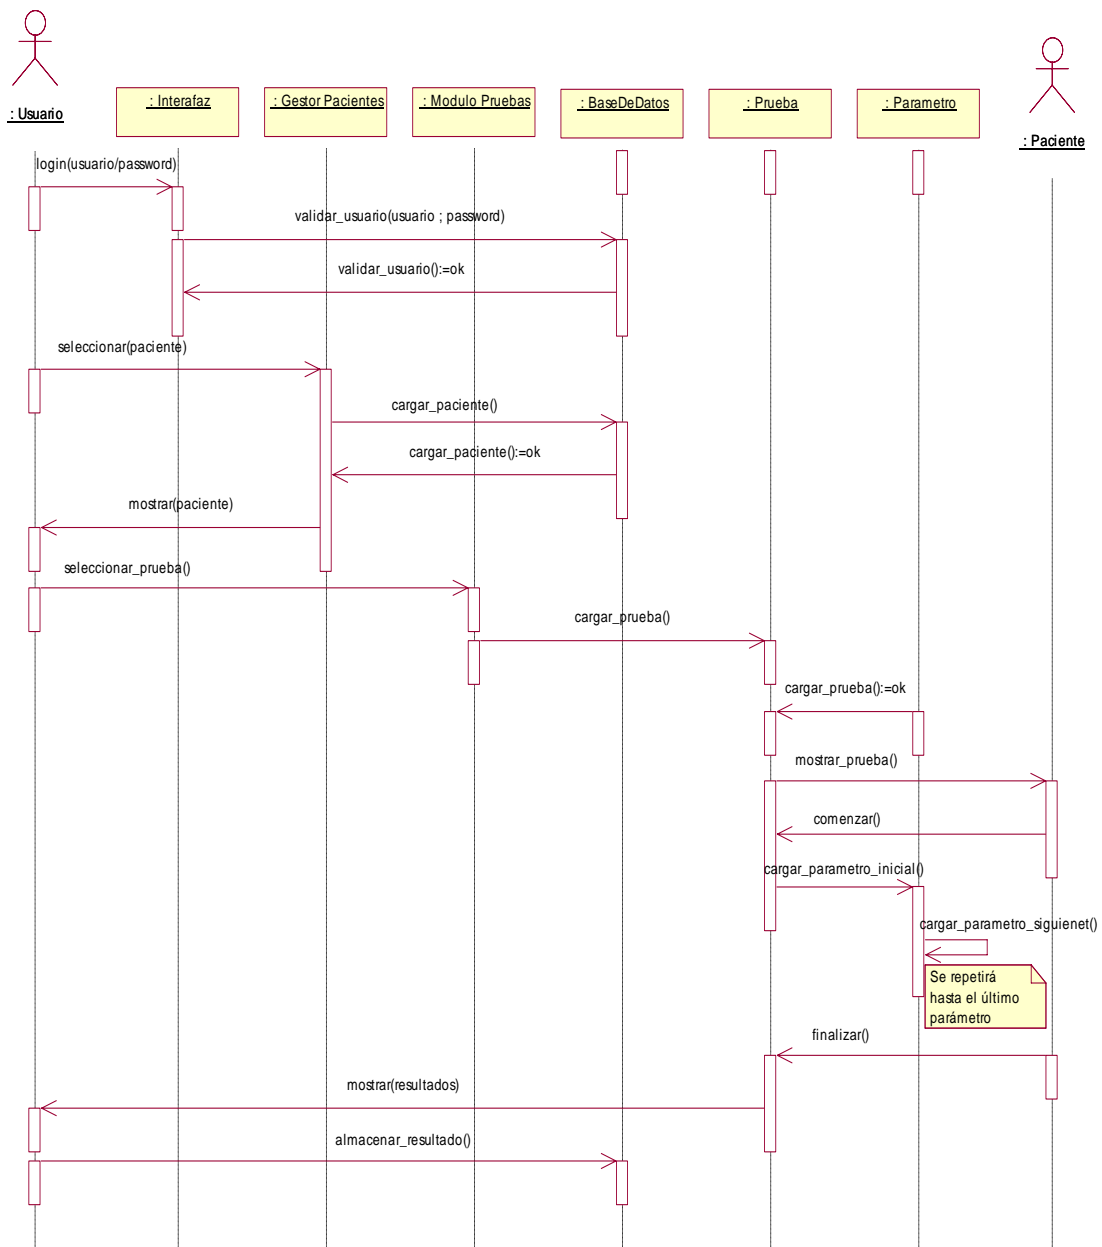 : Usuario
: Interafaz
: Gestor Pacientes
: Modulo Pruebas
: BaseDeDatos
: Prueba
: Parametro
: Paciente
login(usuario/password)
validar_usuario(usuario ; password)
validar_usuario():=ok
seleccionar(paciente)
cargar_paciente()
cargar_paciente():=ok
mostrar(paciente)
seleccionar_prueba()
cargar_prueba()
cargar_prueba():=ok
mostrar_prueba()
comenzar()
cargar_parametro_inicial()
cargar_parametro_siguienet()
Se repetirá
hasta el último
parámetro
finalizar()
mostrar(resultados)
almacenar_resultado()